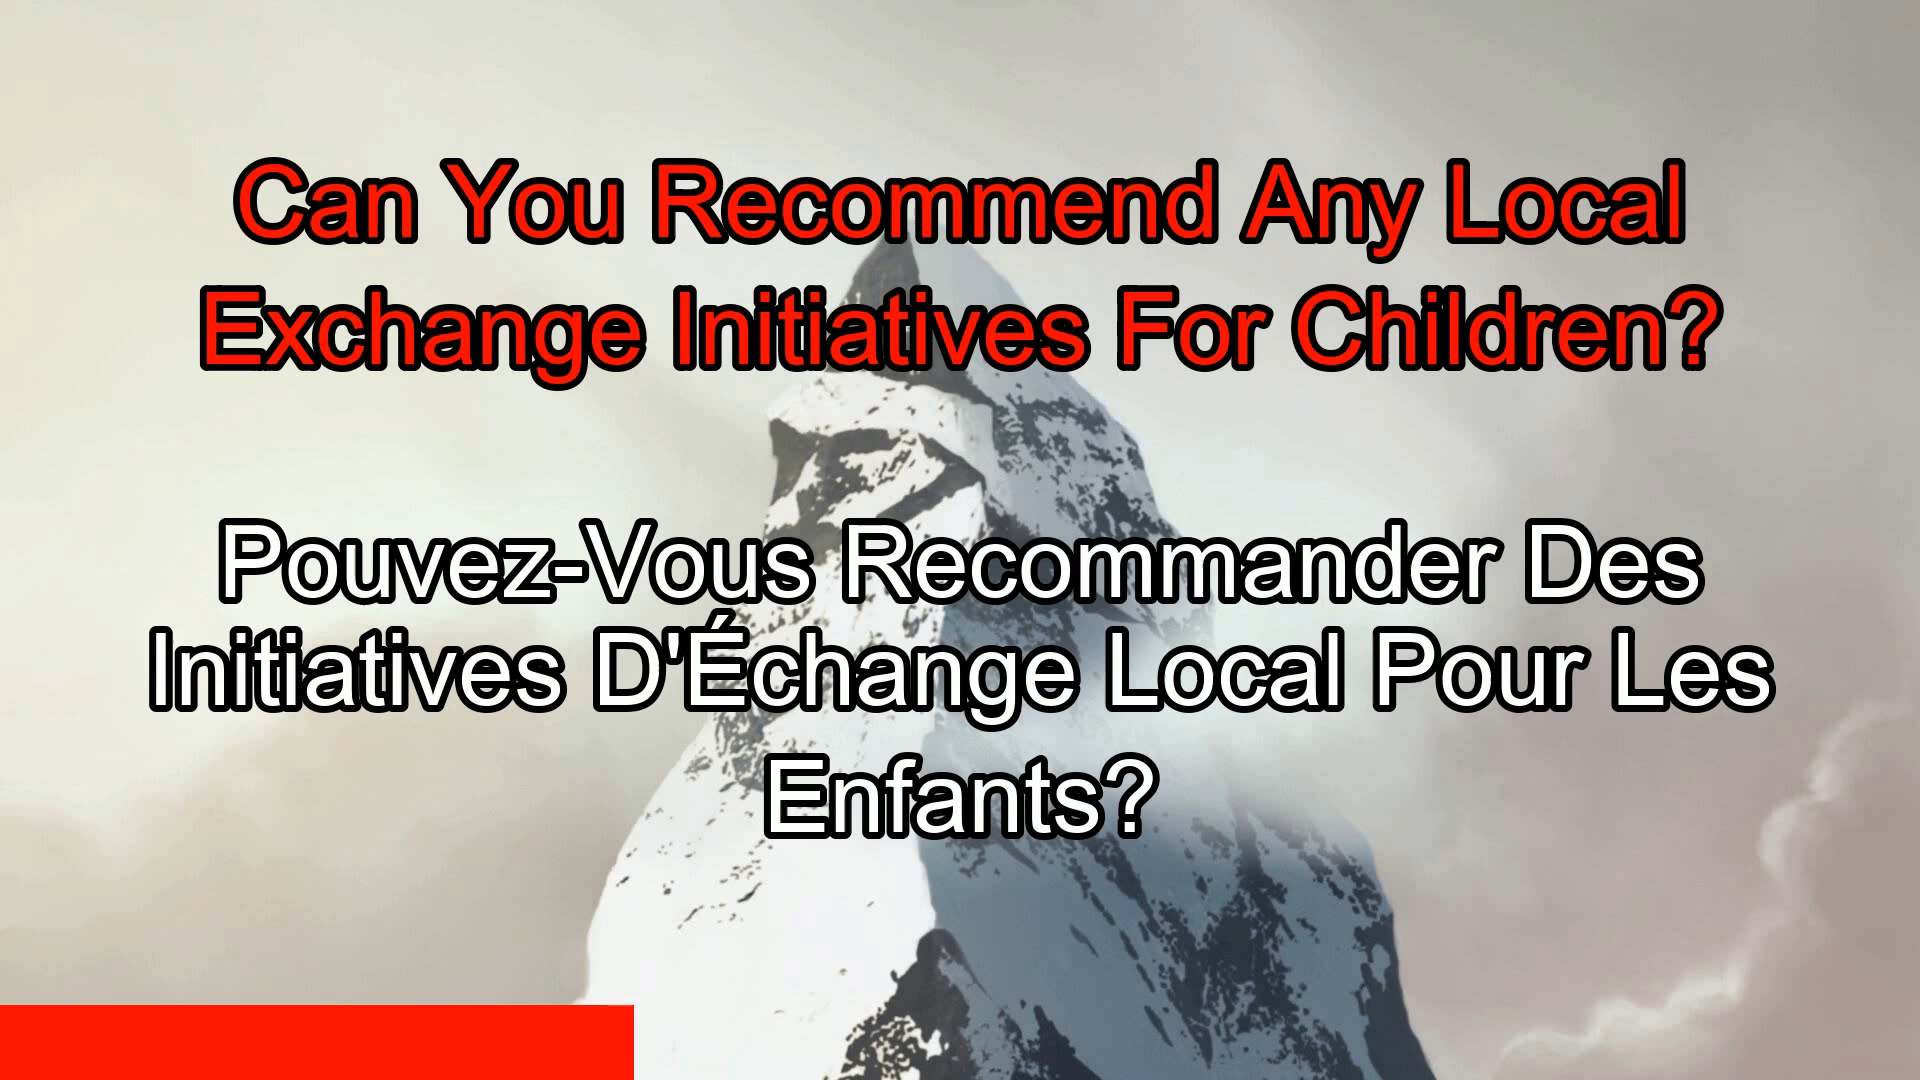 Can You Recommend Any Local
Exchange Initiatives For Children?
Pouvez-Vous Recommander Des
Initiatives D'Échange Local Pour Les
Enfants?